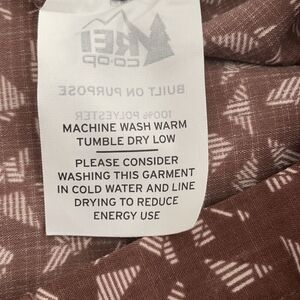 REI
CO·OP
BUILT ON PURPOSE
100% POLYESTER
MACHINE WASH WARM
TUMBLE DRY LOW
PLEASE CONSIDER
WASHING THIS GARMENT
IN COLD WATER AND LINE
DRYING TO REDUCE
ENERGY USE